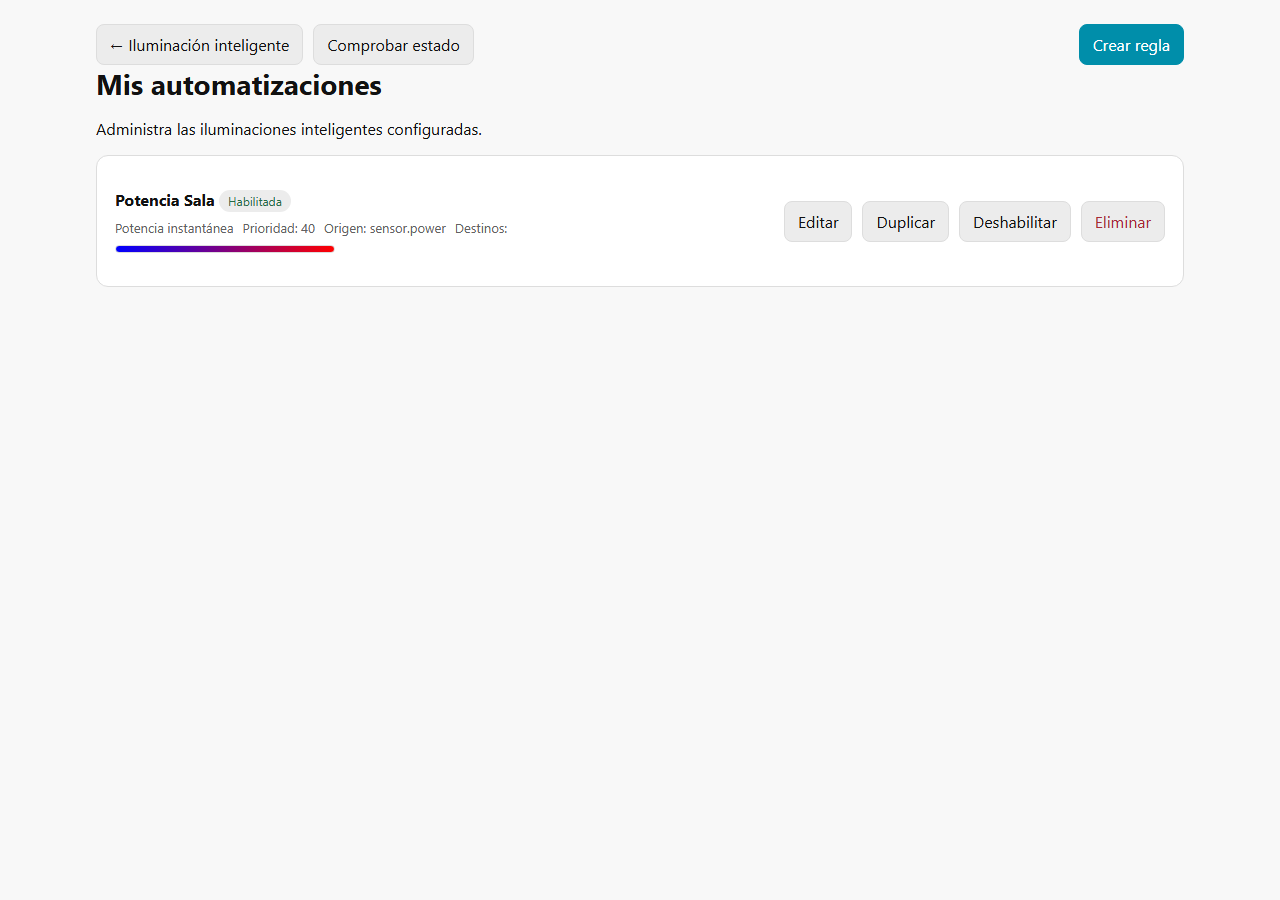 ← Iluminación inteligente Comprobar estado Crear regla
Mis automatizaciones
Administra las iluminaciones inteligentes configuradas.
Potencia Sala Habilitada
Potencia instantánea Prioridad: 40 Origen: sensor.power Destinos:
Editar Duplicar Deshabilitar Eliminar